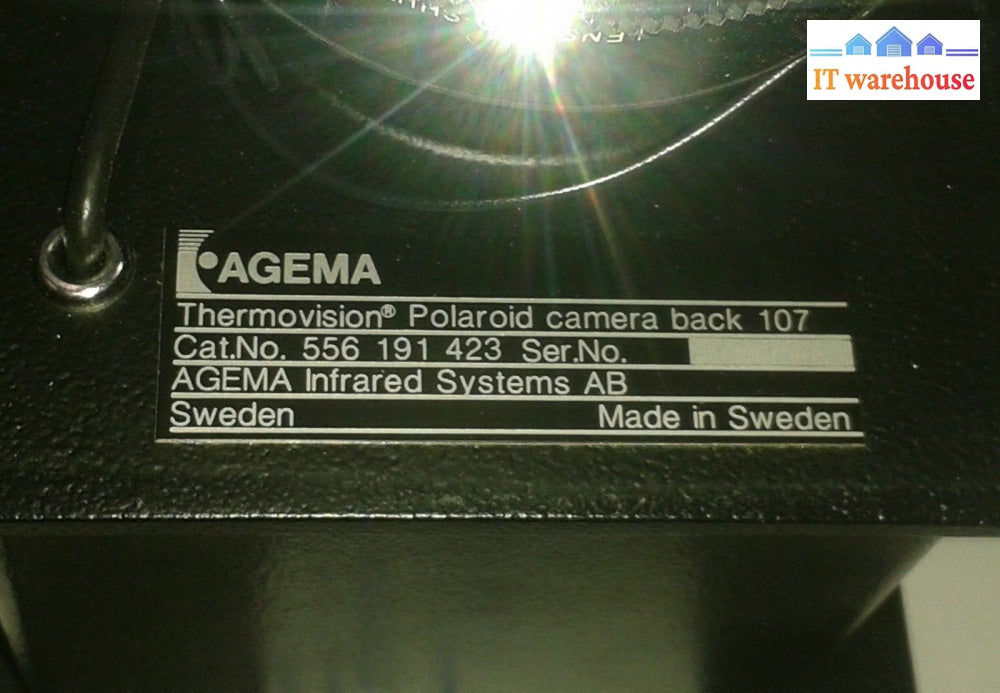 IT warehouse
AGEMA
Thermovision® Polaroid camera back 107
Cat.No. 556 191 423 Ser.No.
AGEMA Infrared Systems AB
Sweden Made in Sweden